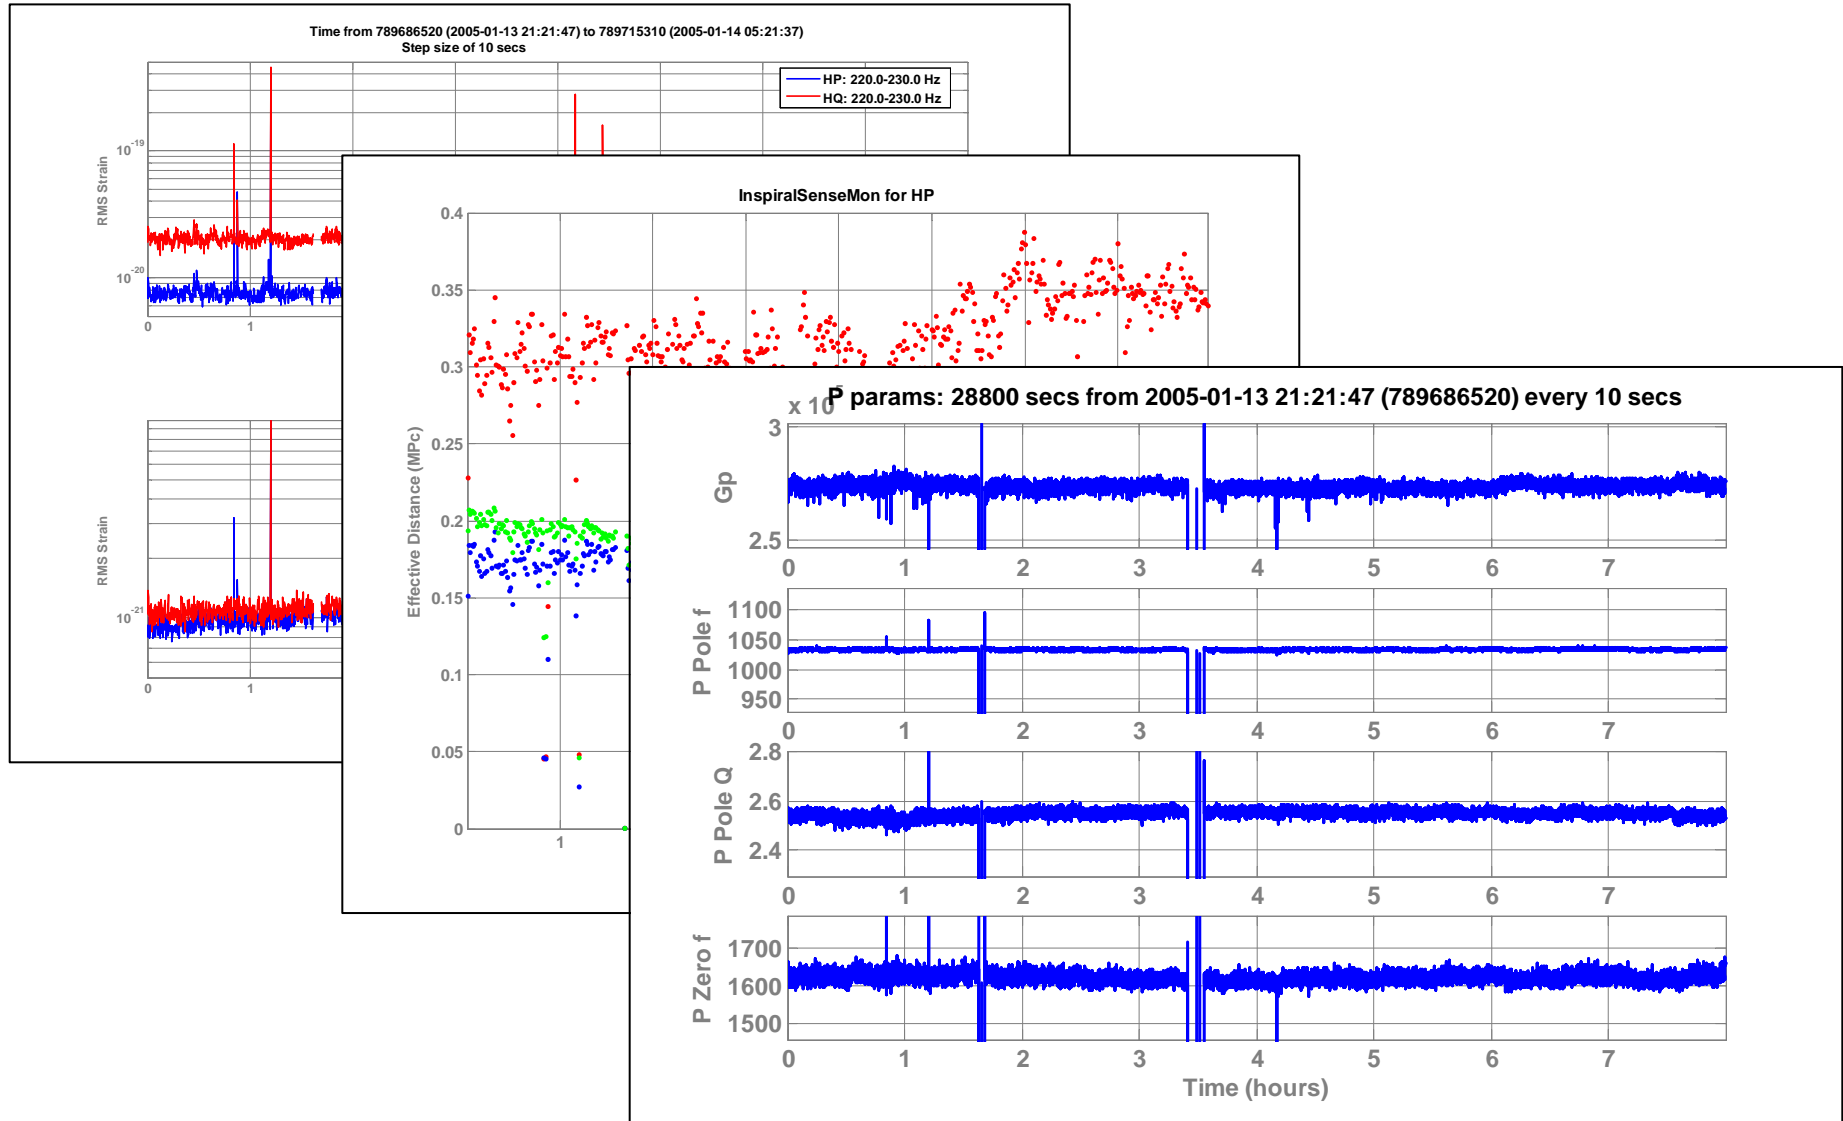 Time from 789686520 (2005-01-13 21:21:47) to 789715310 (2005-01-14 05:21:37)
Step size of 10 secs
HP: 220.0-230.0 Hz
HQ: 220.0-230.0 Hz
10^-19
10^-20
RMS Strain
0 1
RMS Strain
10^-21
0 1
InspiralSenseMon for HP
0.4
0.35
0.3
0.25
0.2
0.15
0.1
0.05
0
Effective Distance (MPc)
1
P params: 28800 secs from 2005-01-13 21:21:47 (789686520) every 10 secs
x 10^5
3
2.5
Gp
0 1 2 3 4 5 6 7
1100
1050
1000
950
P Pole f
0 1 2 3 4 5 6 7
2.8
2.6
2.4
P Pole Q
0 1 2 3 4 5 6 7
1700
1600
1500
P Zero f
0 1 2 3 4 5 6 7
Time (hours)